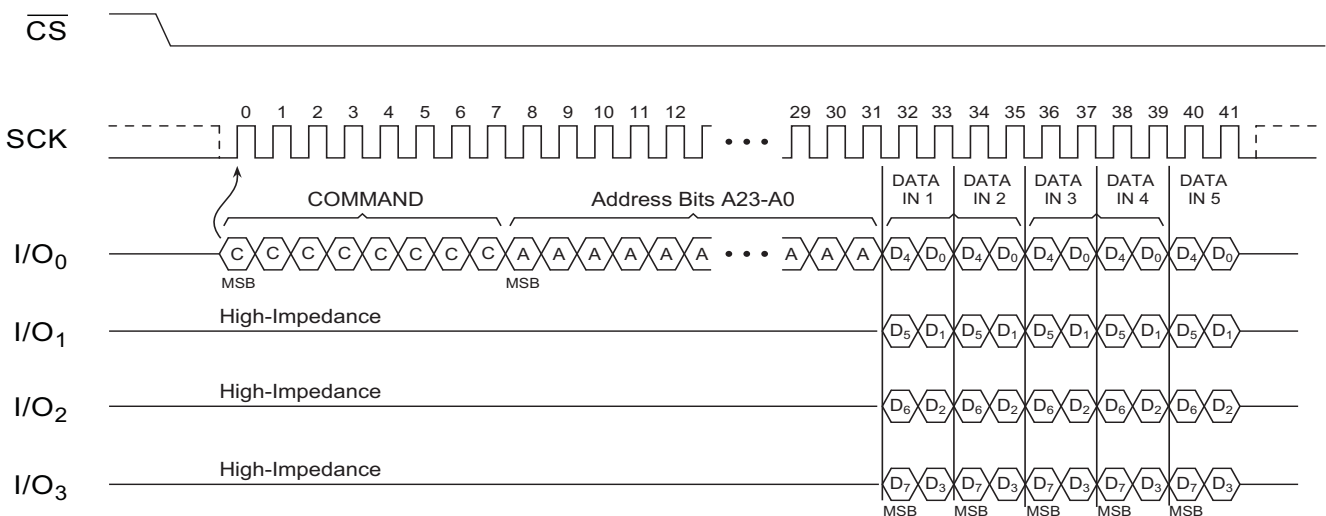 CS
SCK
0 1 2 3 4 5 6 7 8 9 10 11 12 29 30 31 32 33 34 35 36 37 38 39 40 41
DATA IN 1
DATA IN 2
DATA IN 3
DATA IN 4
DATA IN 5
COMMAND
Address Bits A23-A0
I/O₀
C C C C C C C C A A A A A A A A A D₄ D₀ D₄ D₀ D₄ D₀ D₄ D₀ D₄ D₀
MSB MSB
I/O₁
High-Impedance
D₅ D₁ D₅ D₁ D₅ D₁ D₅ D₁ D₅ D₁
I/O₂
High-Impedance
D₆ D₂ D₆ D₂ D₆ D₂ D₆ D₂ D₆ D₂
I/O₃
High-Impedance
D₇ D₃ D₇ D₃ D₇ D₃ D₇ D₃ D₇ D₃
MSB MSB MSB MSB MSB